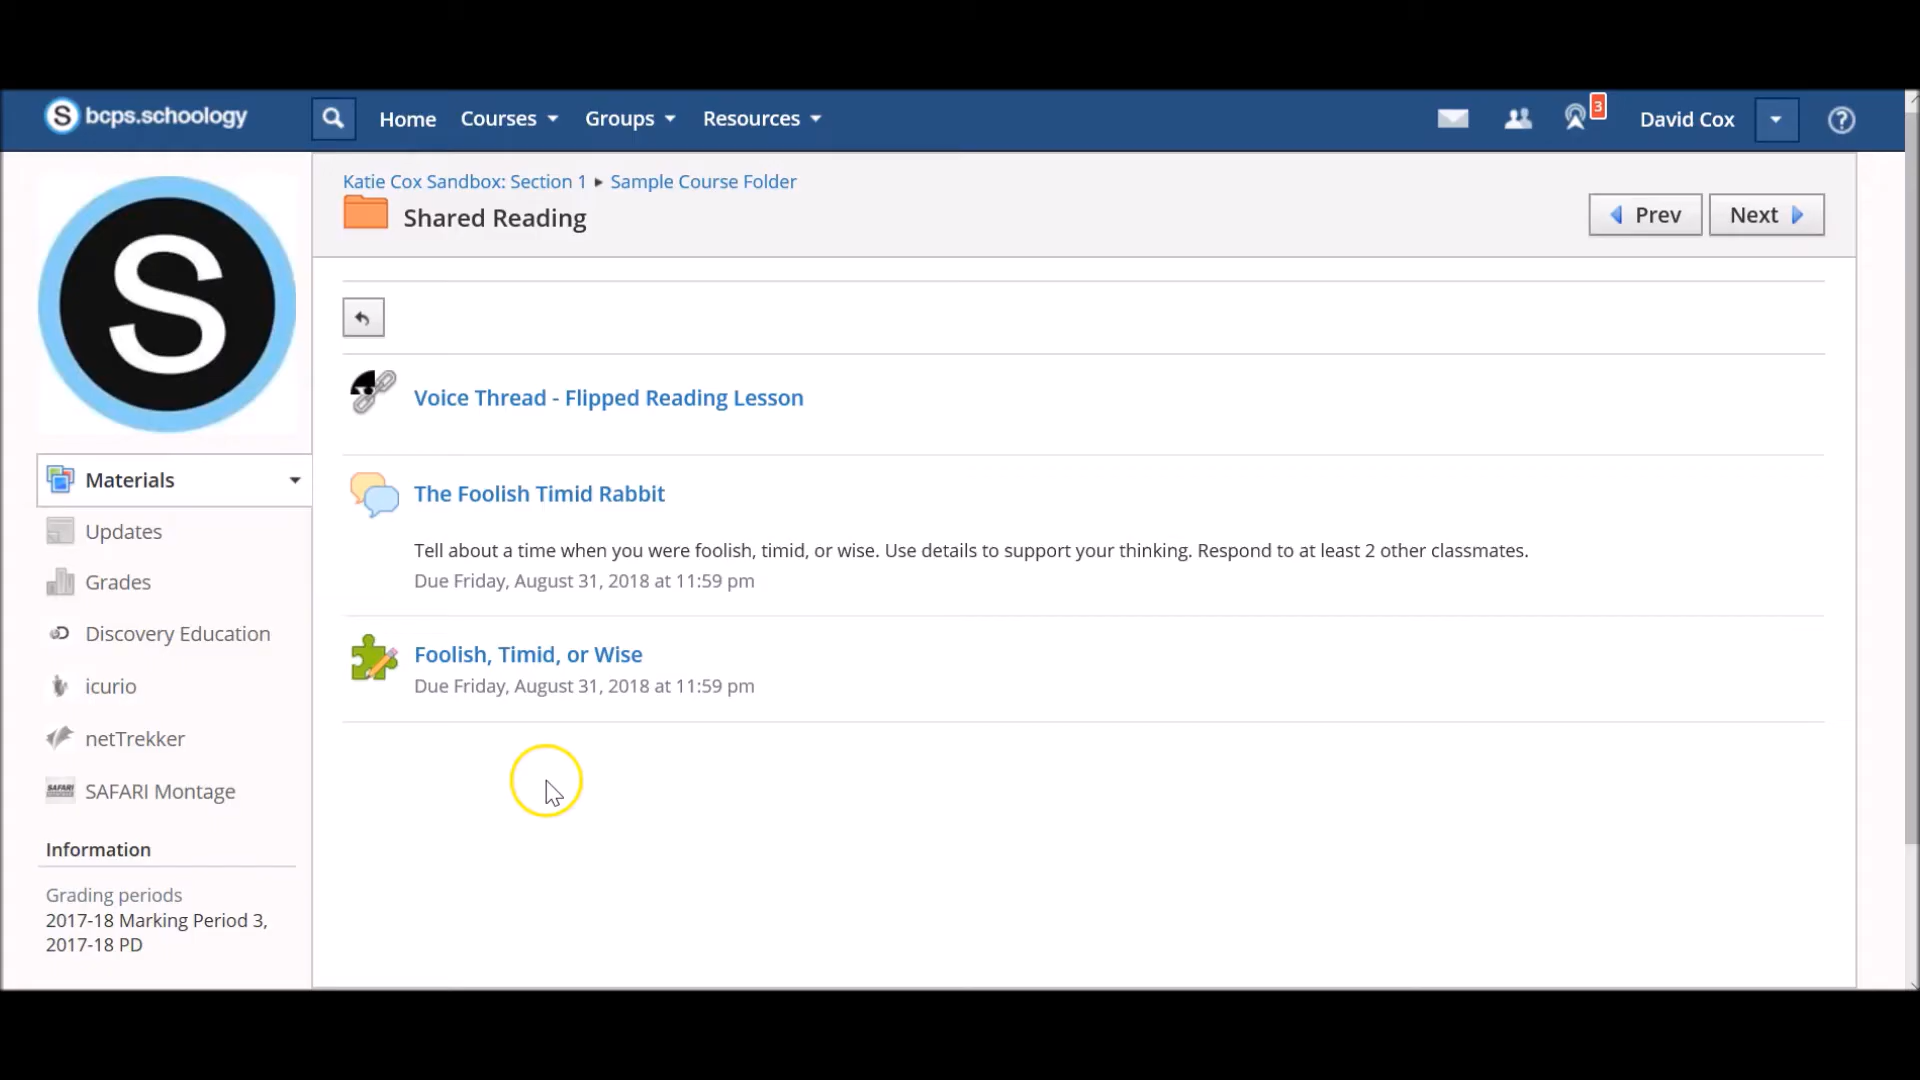 S bcps.schoology
Home Courses Groups Resources
3
David Cox
?
Katie Cox Sandbox: Section 1 ▸ Sample Course Folder
Shared Reading
Prev Next
S
Voice Thread - Flipped Reading Lesson
The Foolish Timid Rabbit
Tell about a time when you were foolish, timid, or wise. Use details to support your thinking. Respond to at least 2 other classmates.
Due Friday, August 31, 2018 at 11:59 pm
Foolish, Timid, or Wise
Due Friday, August 31, 2018 at 11:59 pm
Materials
Updates
Grades
Discovery Education
icurio
netTrekker
SAFARI SAFARI Montage
Information
Grading periods
2017-18 Marking Period 3,
2017-18 PD